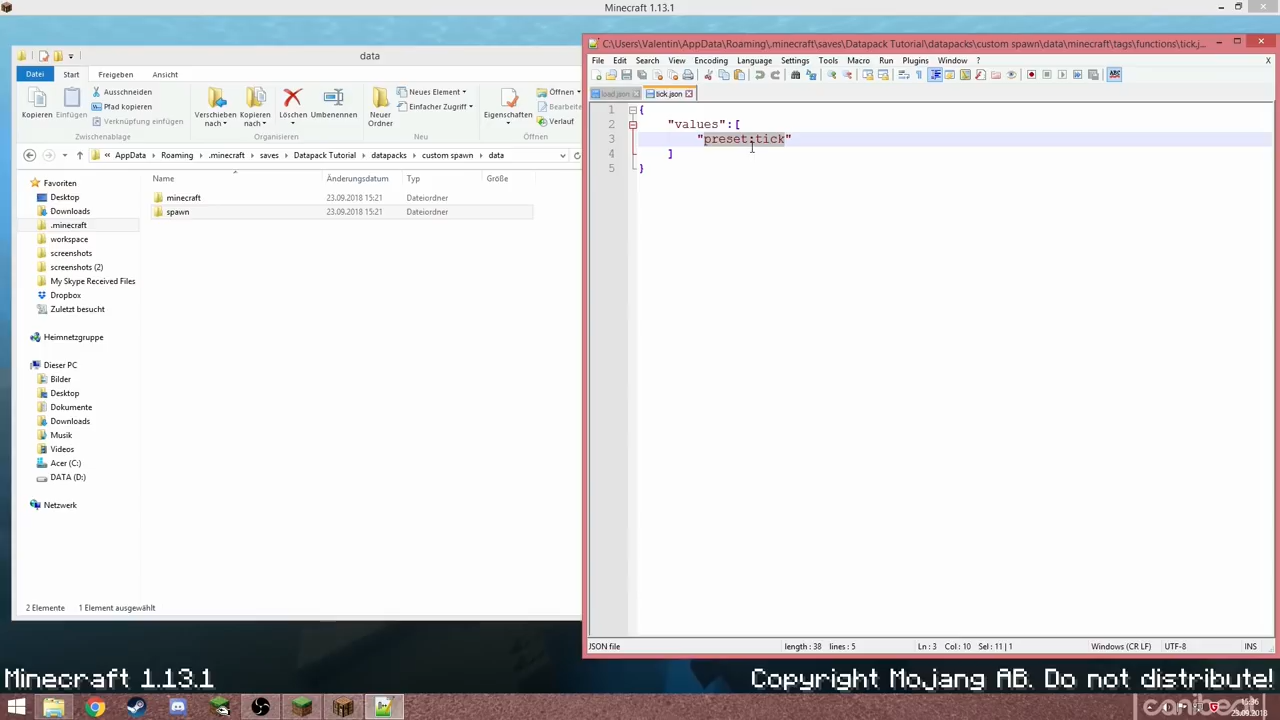 Minecraft 1.13.1
data
Datei
Start
Freigeben
Ansicht
Kopieren
Einfügen
Ausschneiden
Pfad kopieren
Verknüpfung einfügen
Zwischenablage
Verschieben nach
Kopieren nach
Löschen
Umbenennen
Organisieren
Neuer Ordner
Neues Element
Einfacher Zugriff
Neu
Eigenschaften
Öffnen
Bearbeite
Verlauf
Öffnen
AppData
Roaming
.minecraft
saves
Datapack Tutorial
datapacks
custom spawn
data
Name
Änderungsdatum
Typ
Größe
minecraft 23.09.2018 15:21 Dateiordner
spawn 23.09.2018 15:21 Dateiordner
Favoriten
Desktop
Downloads
.minecraft
workspace
screenshots
screenshots (2)
My Skype Received Files
Dropbox
Zuletzt besucht
Heimnetzgruppe
Dieser PC
Bilder
Desktop
Dokumente
Downloads
Musik
Videos
Acer (C:)
DATA (D:)
Netzwerk
2 Elemente
1 Element ausgewählt
C:\Users\Valentin\AppData\Roaming\.minecraft\saves\Datapack Tutorial\datapacks\custom spawn\data\minecraft\tags\functions\tick.j...
File Edit Search View Encoding Language Settings Tools Macro Run Plugins Window ?
X
load.json
tick.json
1 {
2 "values":[
3 "preset:tick"
4 ]
5 }
JSON file
length : 38 lines : 5
Ln : 3 Col : 10 Sel : 11 | 1
Windows (CR LF)
UTF-8
INS
Minecraft 1.13.1
Copyright Mojang AB. Do not distribute!
23.09.2018